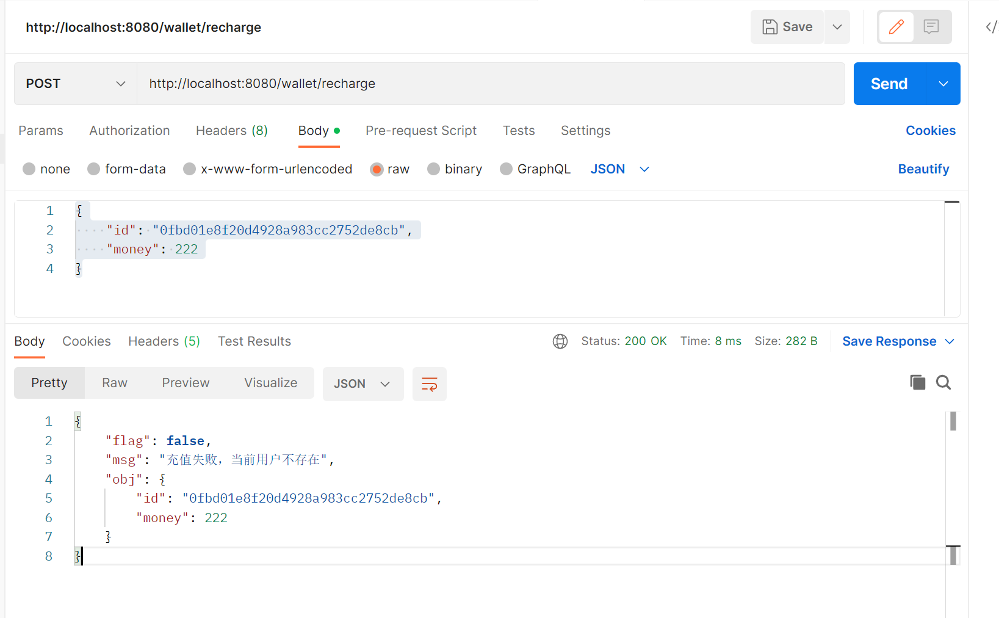 http://localhost:8080/wallet/recharge Save </>
POST http://localhost:8080/wallet/recharge Send
Params Authorization Headers (8) Body Pre-request Script Tests Settings Cookies
none form-data x-www-form-urlencoded raw binary GraphQL JSON Beautify
1 {
2 ····"id":·"0fbd01e8f20d4928a983cc2752de8cb",
3 ····"money":·222
4 }
Body Cookies Headers (5) Test Results Status: 200 OK Time: 8 ms Size: 282 B Save Response
Pretty Raw Preview Visualize JSON
1 {
2 "flag": false,
3 "msg": "充值失败，当前用户不存在",
4 "obj": {
5 "id": "0fbd01e8f20d4928a983cc2752de8cb",
6 "money": 222
7 }
8 }